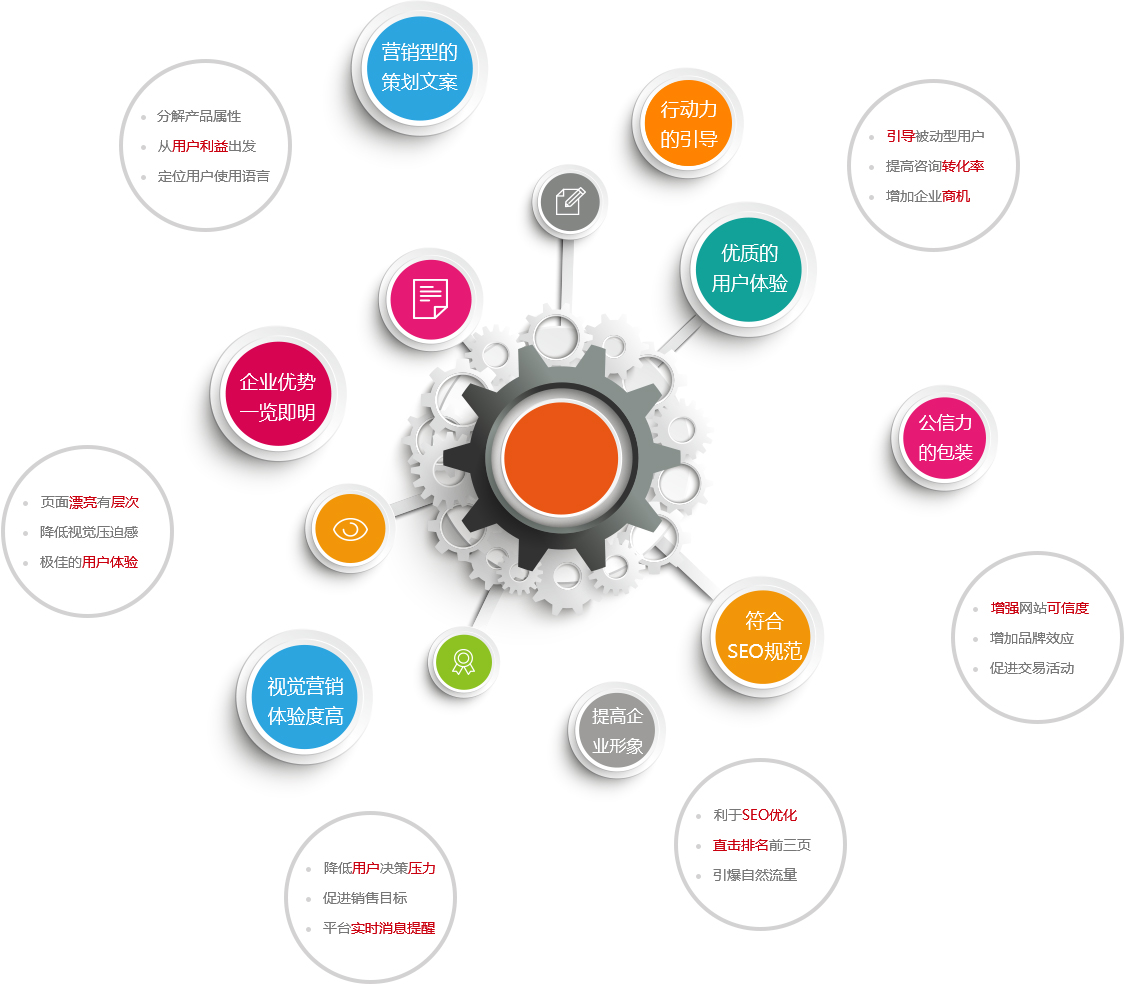 营销型的
策划文案
行动力
的引导
分解产品属性
从用户利益出发
定位用户使用语言
引导被动型用户
提高咨询转化率
增加企业商机
优质的
用户体验
企业优势
一览即明
公信力
的包装
页面漂亮有层次
降低视觉压迫感
极佳的用户体验
增强网站可信度
增加品牌效应
促进交易活动
符合
SEO规范
视觉营销
体验度高
提高企
业形象
利于SEO优化
直击排名前三页
引爆自然流量
降低用户决策压力
促进销售目标
平台实时消息提醒